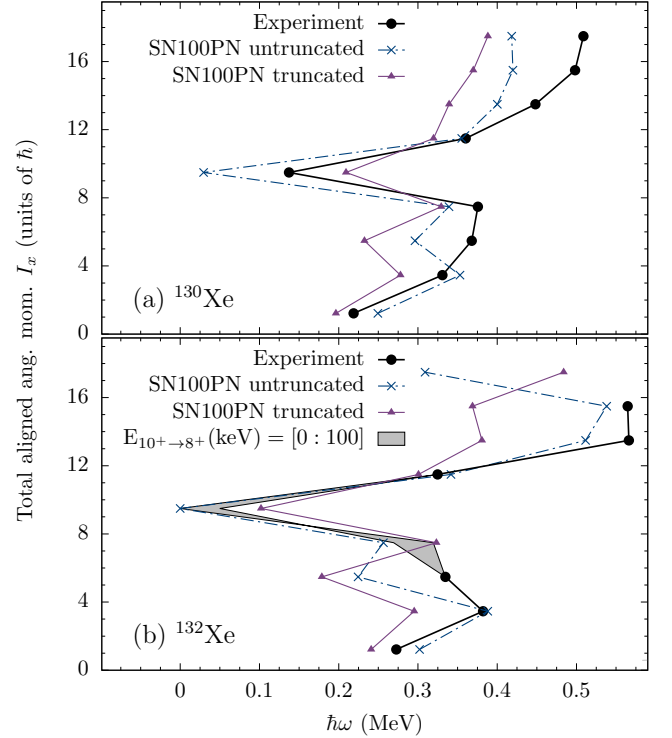 Total aligned ang. mom. Iₓ (units of ħ)
16
12
8
4
0
Experiment
SN100PN untruncated
SN100PN truncated
(a) ¹³⁰Xe
16
12
8
4
0
Experiment
SN100PN untruncated
SN100PN truncated
E₁₀⁺→₈⁺(keV) = [0 : 100]
(b) ¹³²Xe
0 0.1 0.2 0.3 0.4 0.5
ħω (MeV)